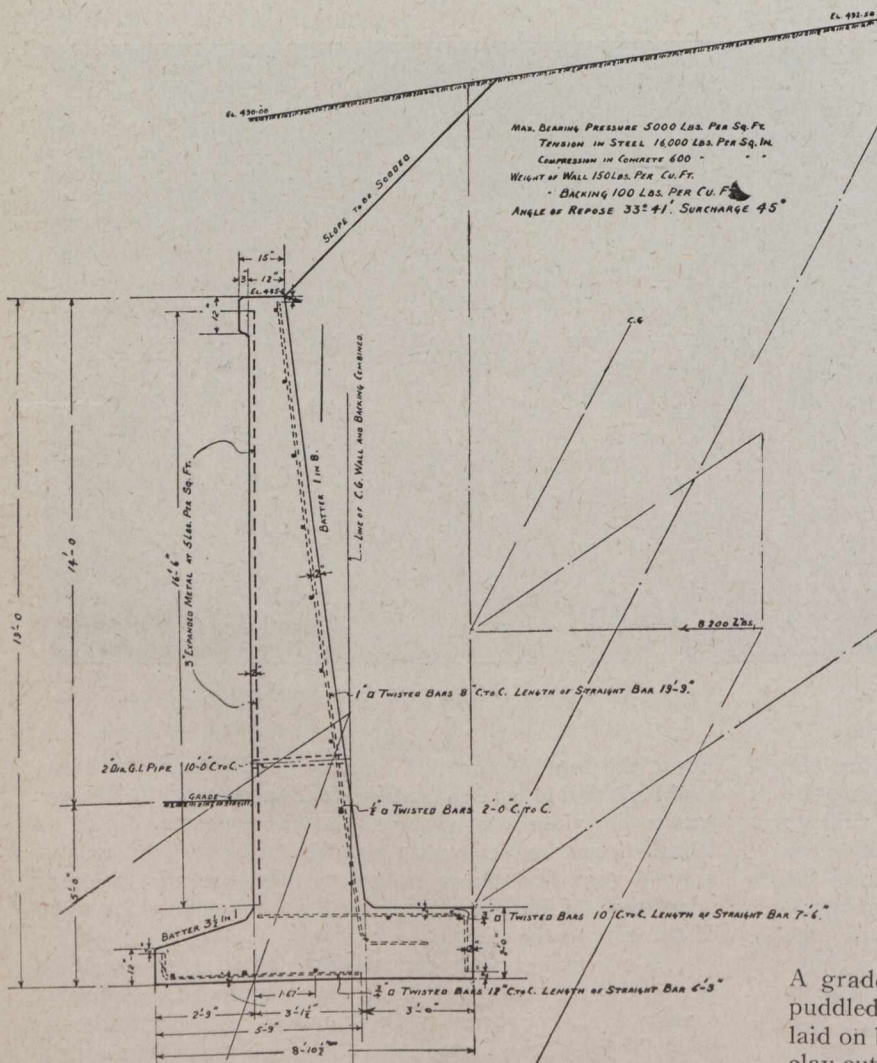 EL. 492.50
EL. 490.00
MAX. BEARING PRESSURE 5000 LBS. PER SQ. FT.
TENSION IN STEEL 16,000 LBS. PER SQ. IN.
COMPRESSION IN CONCRETE 600 " " "
WEIGHT OF WALL 150 LBS. PER CU. FT.
" BACKING 100 LBS. PER CU. FT.
ANGLE OF REPOSE 33° 41'. SURCHARGE 45°
SLOPE TO BE SODDED
15"
3" 12"
12"
C.G.
BATTER 1 IN 8.
LINE OF C.G. WALL AND BACKING COMBINED.
3" EXPANDED METAL AT 5 LBS. PER SQ. FT.
16'-6"
14'-0
19'-0
8200 LBS.
1" □ TWISTED BARS 8" C. TO C. LENGTH OF STRAIGHT BAR 19'-9"
2" DIA. G.I. PIPE 10'-0" C. TO C.
GRADE
½" □ TWISTED BARS 2'-0" C. TO C.
5'-0"
BATTER 3½ IN 1
¾" □ TWISTED BARS 10" C. TO C. LENGTH OF STRAIGHT BAR 7'-6"
2'-0"
12"
¾" □ TWISTED BARS 12" C. TO C. LENGTH OF STRAIGHT BAR 6'-3"
1.67'
2'-9" 3'-1½" 3'-0"
5'-9"
8'-10½"
A grade
puddled
laid on